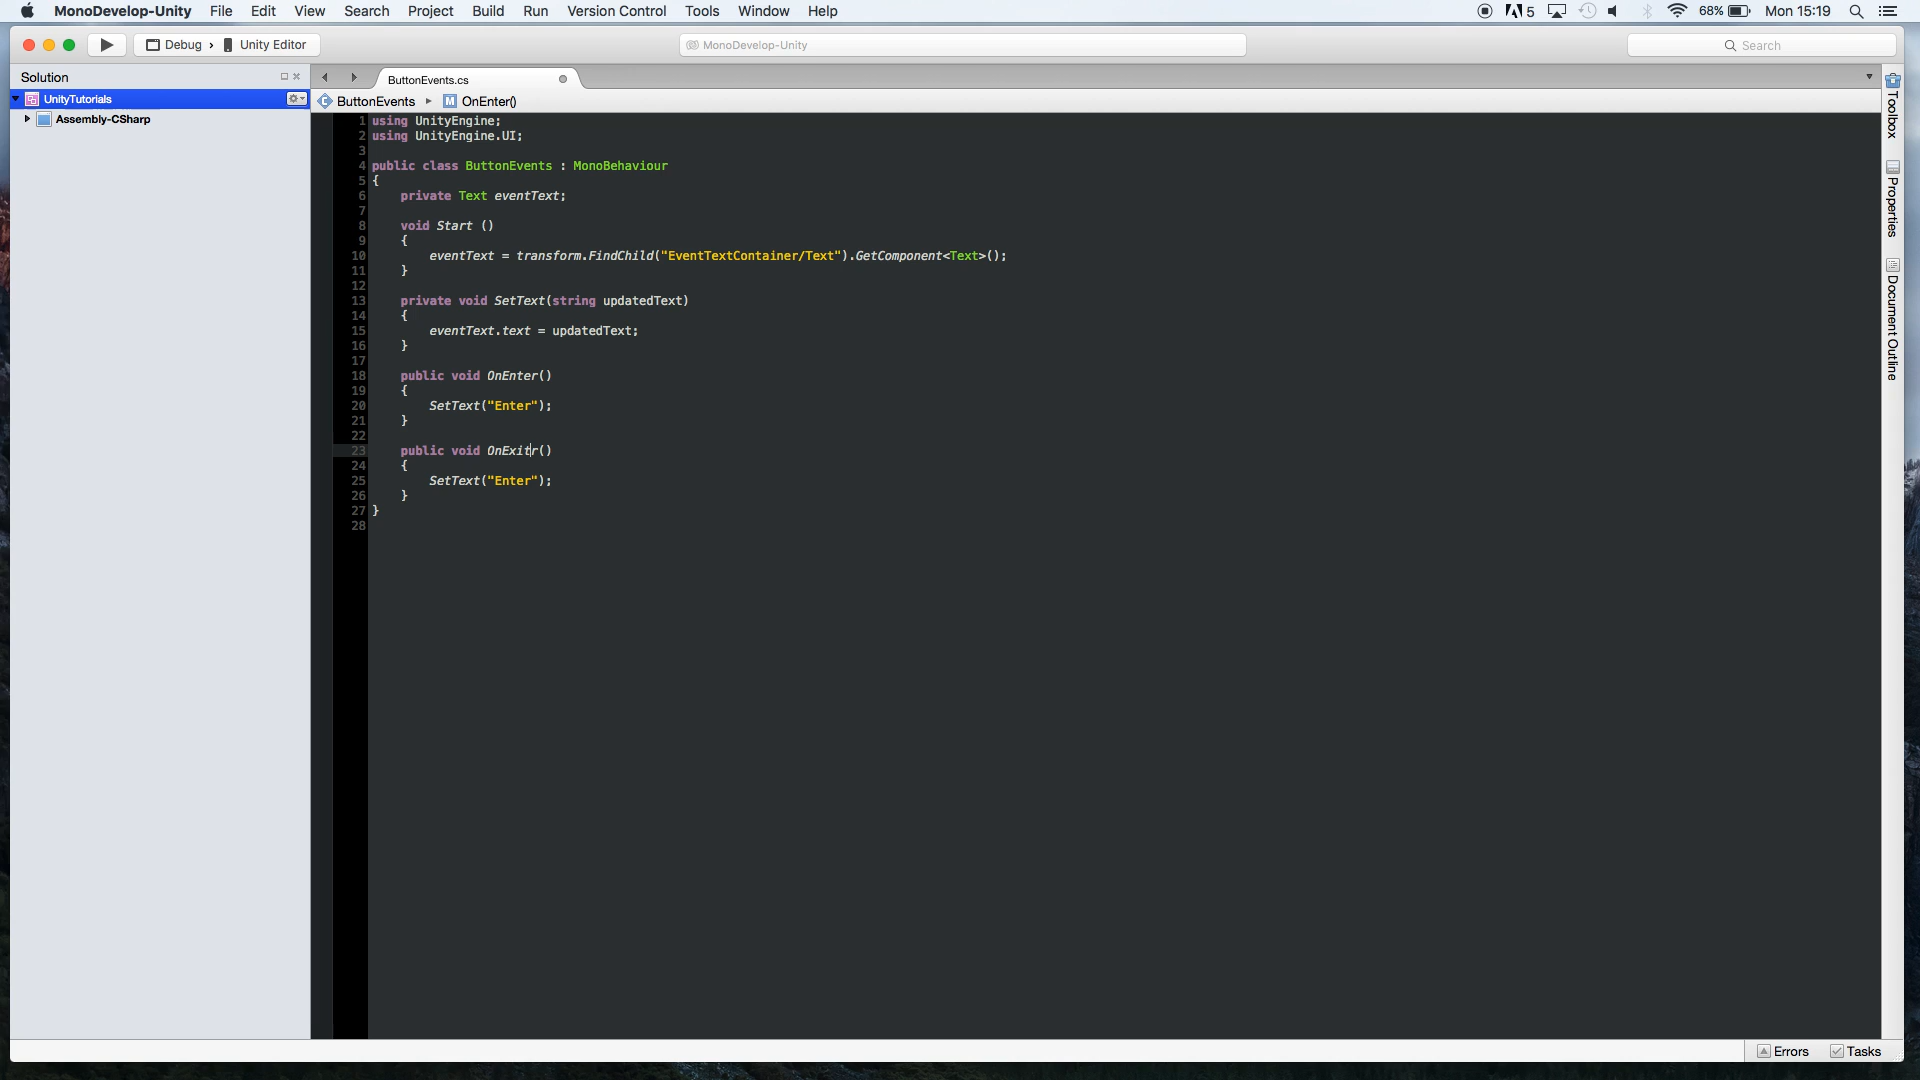 MonoDevelop-Unity File Edit View Search Project Build Run Version Control Tools Window Help 5 68% Mon 15:19
Debug › Unity Editor MonoDevelop-Unity Search
Solution ButtonEvents.cs
UnityTutorials ButtonEvents M OnEnter()
Assembly-CSharp
1 using UnityEngine;
2 using UnityEngine.UI;
3
4 public class ButtonEvents : MonoBehaviour
5 {
6 private Text eventText;
7
8 void Start ()
9 {
10 eventText = transform.FindChild("EventTextContainer/Text").GetComponent<Text>();
11 }
12
13 private void SetText(string updatedText)
14 {
15 eventText.text = updatedText;
16 }
17
18 public void OnEnter()
19 {
20 SetText("Enter");
21 }
22
23 public void OnExitr()
24 {
25 SetText("Enter");
26 }
27 }
28
Toolbox
Properties
Document Outline
Errors Tasks